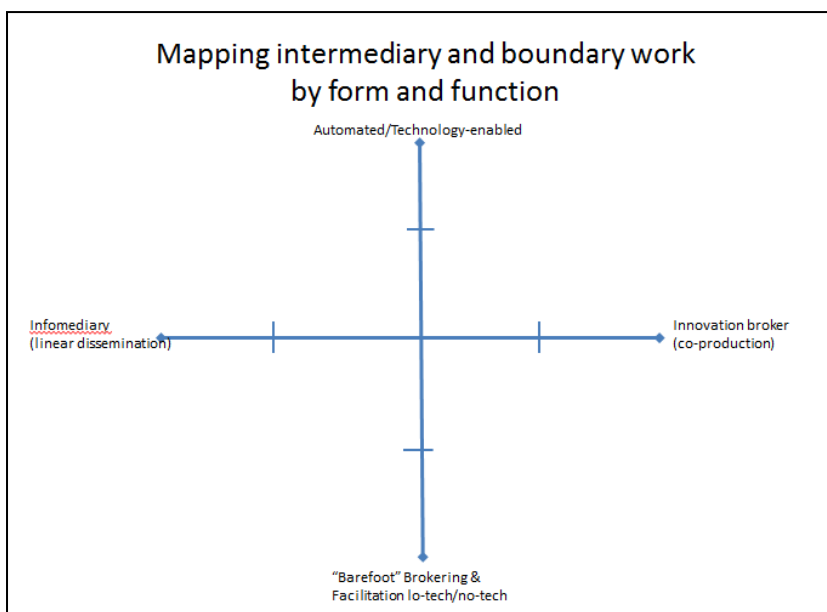 Mapping intermediary and boundary work
by form and function
Automated/Technology-enabled
Infomediary
(linear dissemination)
Innovation broker
(co-production)
“Barefoot” Brokering &
Facilitation lo-tech/no-tech